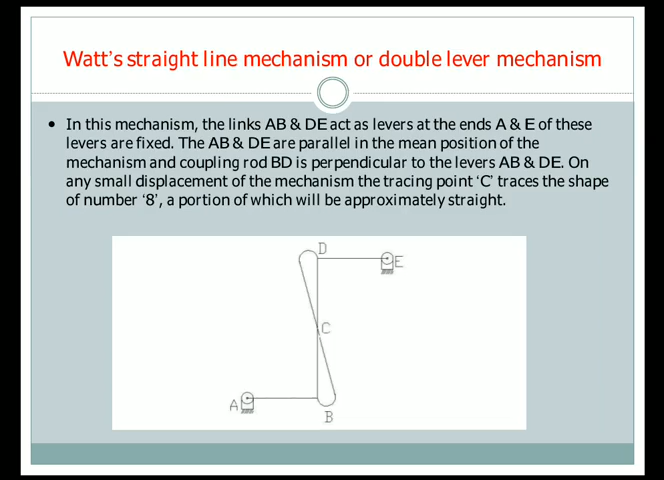 Watt's straight line mechanism or double lever mechanism
• In this mechanism, the links AB & DE act as levers at the ends A & E of these
levers are fixed. The AB & DE are parallel in the mean position of the
mechanism and coupling rod BD is perpendicular to the levers AB & DE. On
any small displacement of the mechanism the tracing point ‘C’ traces the shape
of number ‘8’, a portion of which will be approximately straight.
D
E
C
A
B